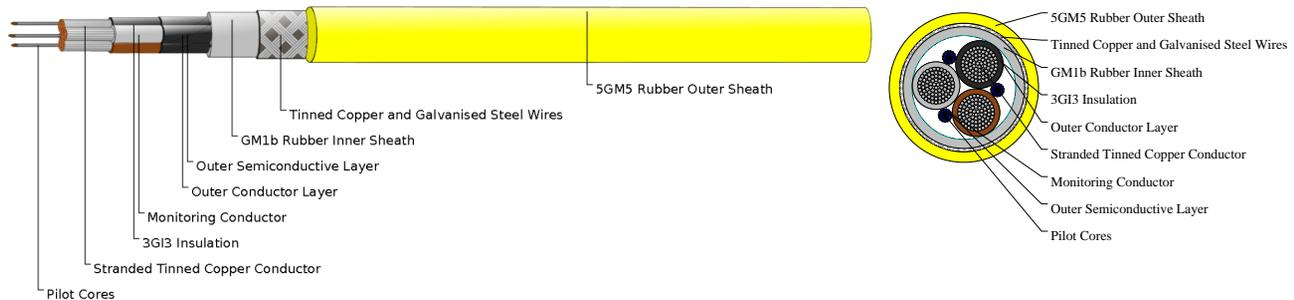 5GM5 Rubber Outer Sheath
Tinned Copper and Galvanised Steel Wires
GM1b Rubber Inner Sheath
Outer Semiconductive Layer
Outer Conductor Layer
Monitoring Conductor
3GI3 Insulation
Stranded Tinned Copper Conductor
Pilot Cores
5GM5 Rubber Outer Sheath
Tinned Copper and Galvanised Steel Wires
GM1b Rubber Inner Sheath
3GI3 Insulation
Outer Conductor Layer
Stranded Tinned Copper Conductor
Monitoring Conductor
Outer Semiconductive Layer
Pilot Cores